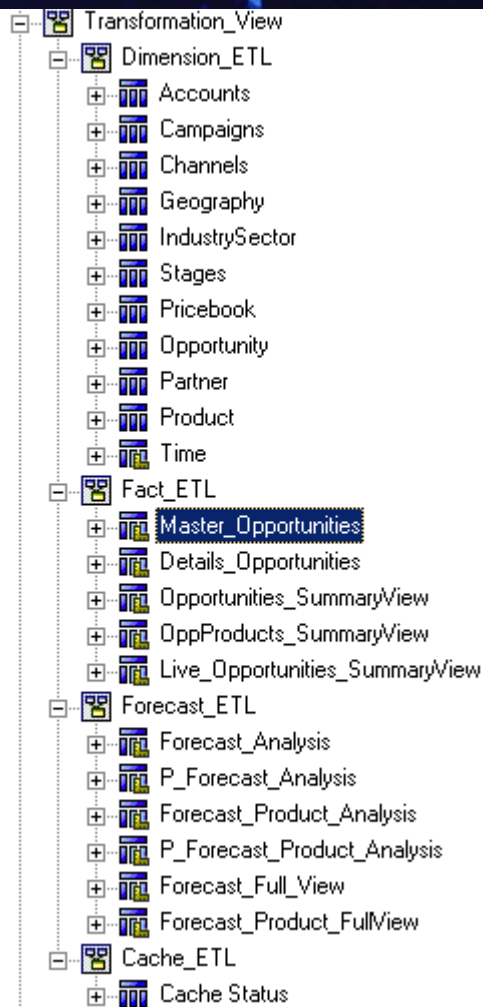 Transformation_View
Dimension_ETL
Accounts
Campaigns
Channels
Geography
IndustrySector
Stages
Pricebook
Opportunity
Partner
Product
Time
Fact_ETL
Master_Opportunities
Details_Opportunities
Opportunities_SummaryView
OppProducts_SummaryView
Live_Opportunities_SummaryView
Forecast_ETL
Forecast_Analysis
P_Forecast_Analysis
Forecast_Product_Analysis
P_Forecast_Product_Analysis
Forecast_Full_View
Forecast_Product_FullView
Cache_ETL
Cache Status